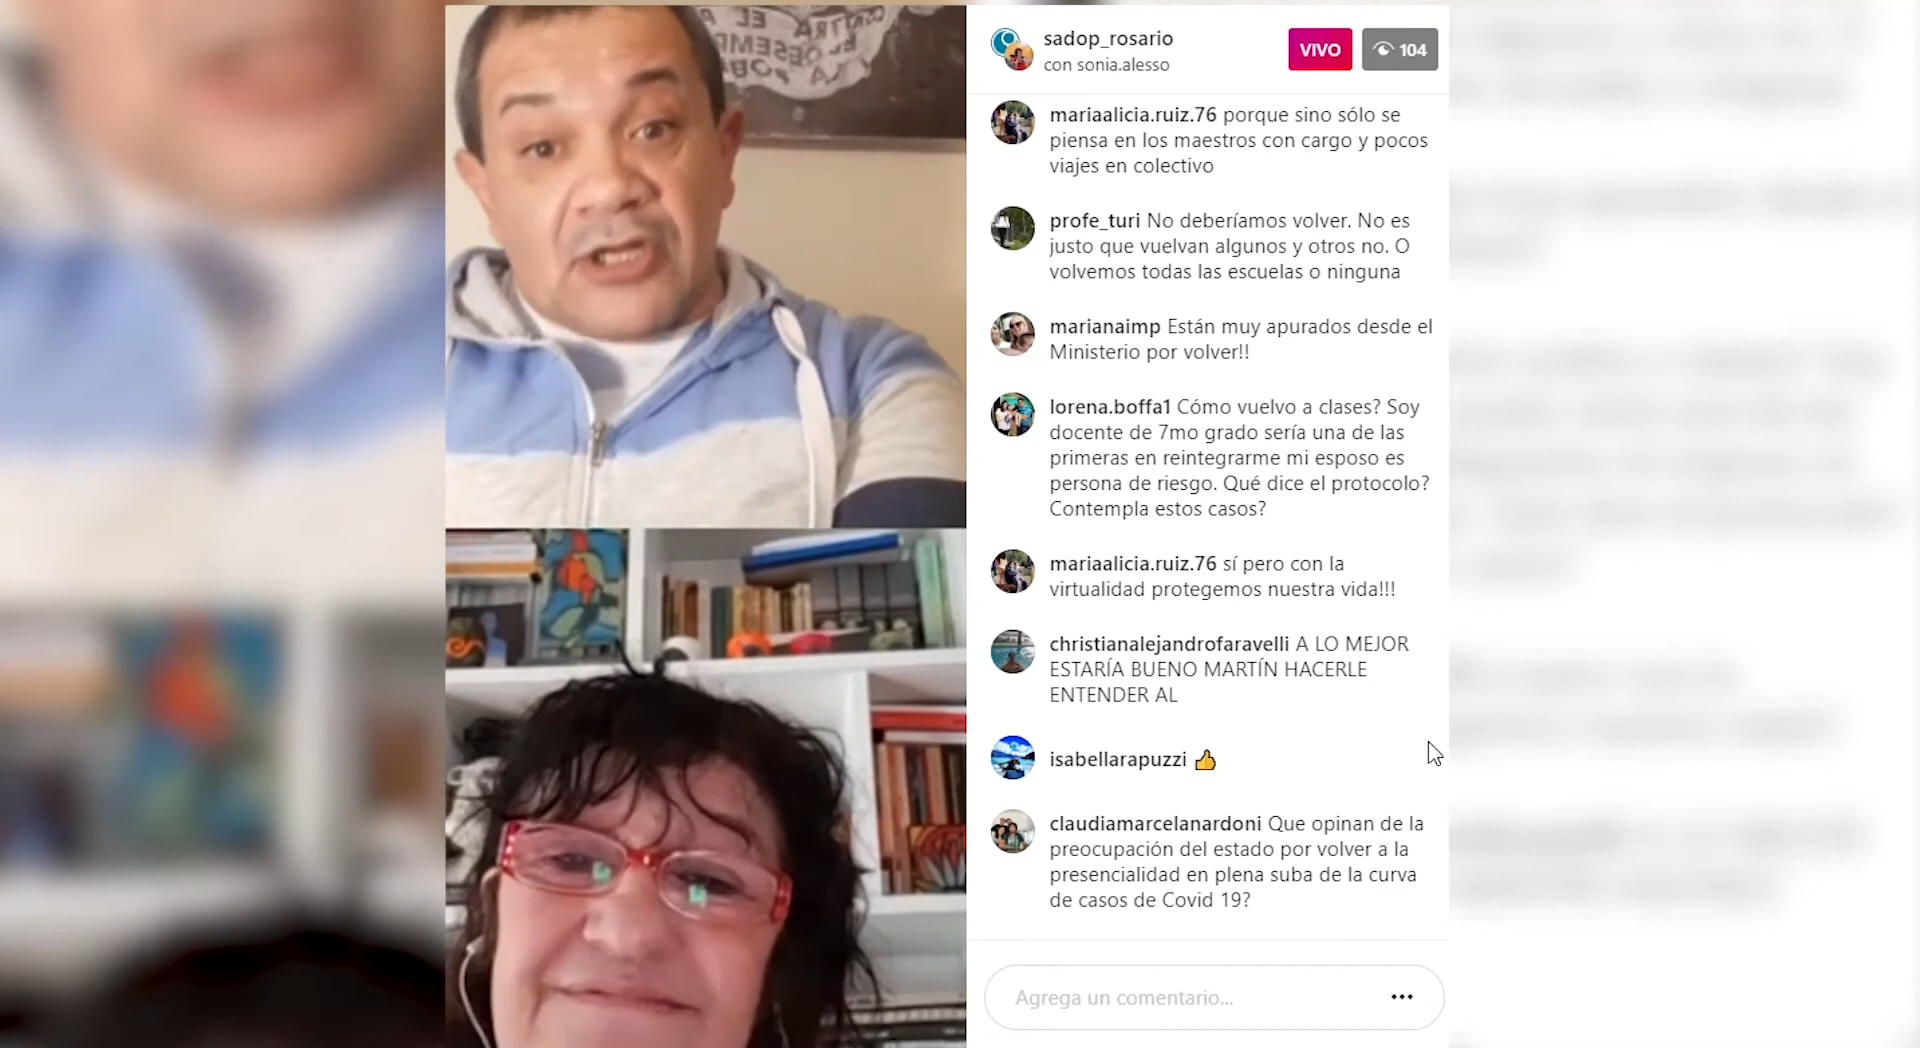 sadop_rosario
con sonia.alesso
VIVO
104
mariaalicia.ruiz.76 porque sino sólo se
piensa en los maestros con cargo y pocos
viajes en colectivo
profe_turi No deberíamos volver. No es
justo que vuelvan algunos y otros no. O
volvemos todas las escuelas o ninguna
marianaimp Están muy apurados desde el
Ministerio por volver!!
lorena.boffa1 Cómo vuelvo a clases? Soy
docente de 7mo grado sería una de las
primeras en reintegrarme mi esposo es
persona de riesgo. Qué dice el protocolo?
Contempla estos casos?
mariaalicia.ruiz.76 sí pero con la
virtualidad protegemos nuestra vida!!!
christianalejandrofaravelli A LO MEJOR
ESTARÍA BUENO MARTÍN HACERLE
ENTENDER AL
isabellarapuzzi 👍
claudiamarcelanardoni Que opinan de la
preocupación del estado por volver a la
presencialidad en plena suba de la curva
de casos de Covid 19?
Agrega un comentario...